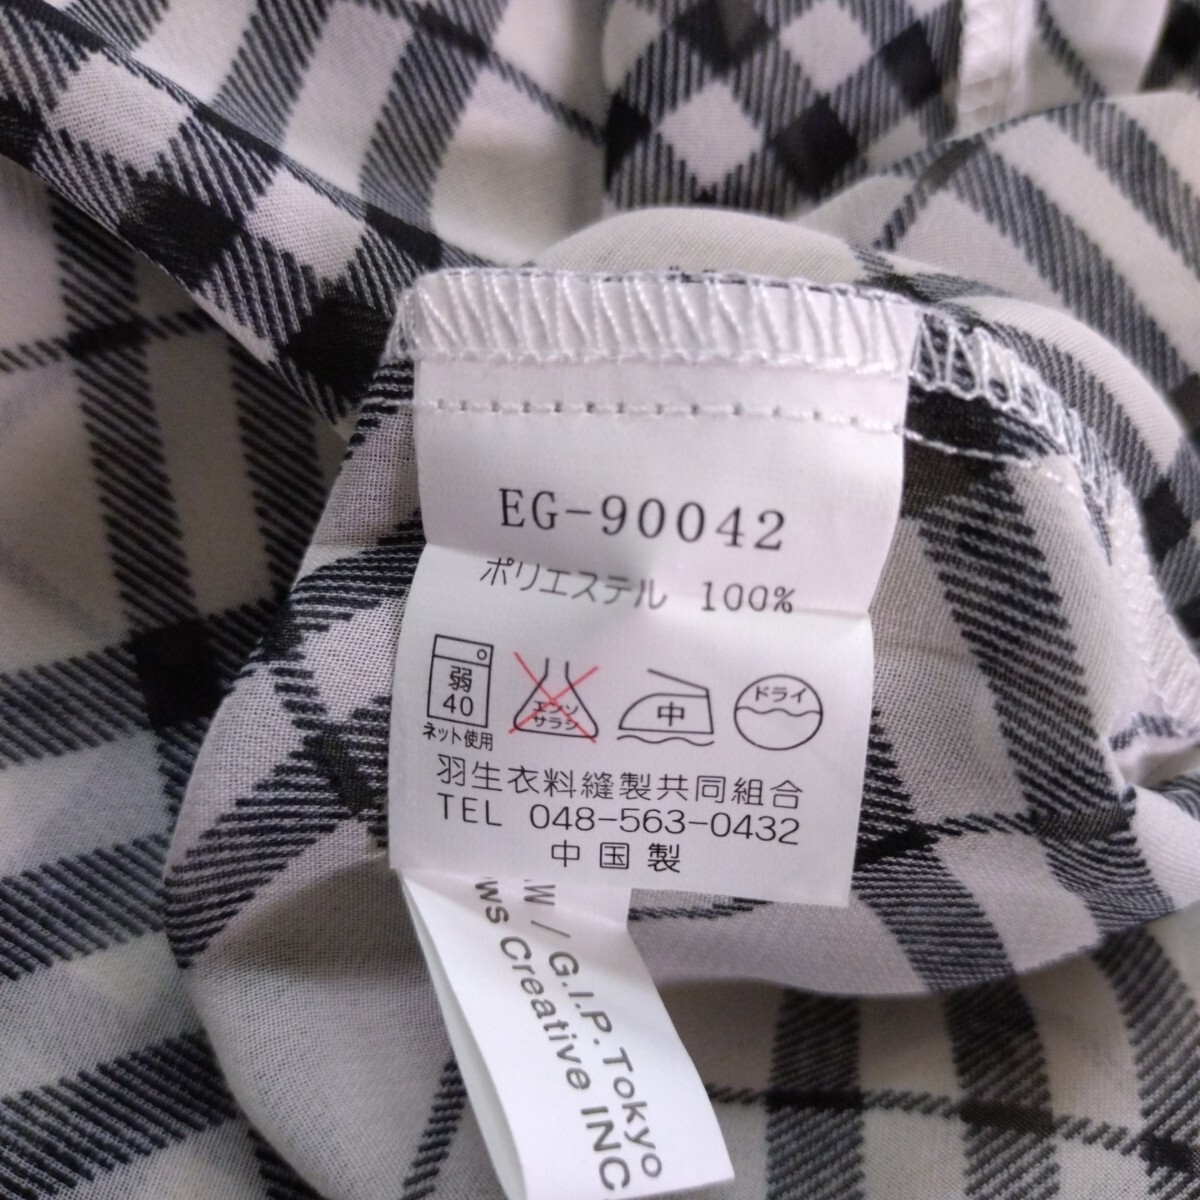 EG-90042
ポリエステル 100%
弱
40
ネット使用
エンソ
サラシ
中
ドライ
羽生衣料縫製共同組合
TEL 048-563-0432
中国製
W / G.I.P. Tokyo
ows Creative INC.